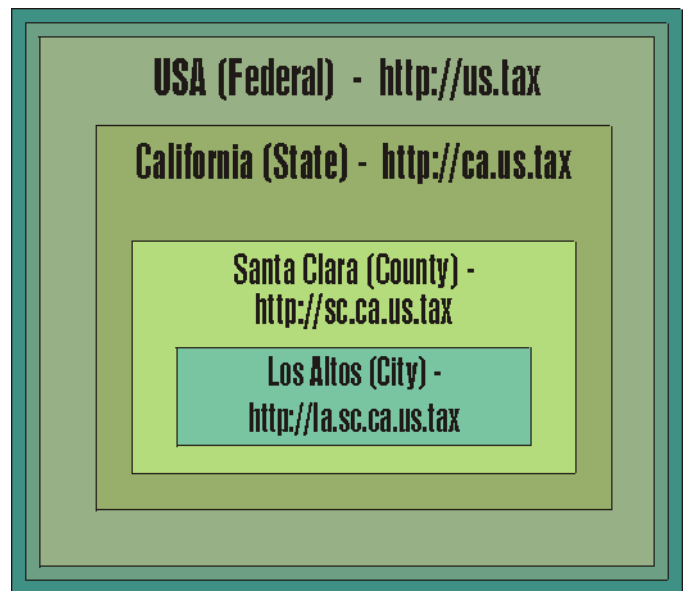 USA (Federal) - http://us.tax
California (State) - http://ca.us.tax
Santa Clara (County) -
http://sc.ca.us.tax
Los Altos (City) -
http://la.sc.ca.us.tax